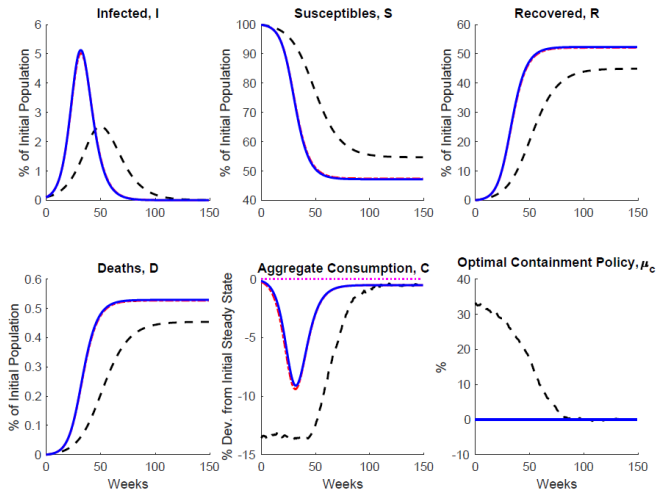 Infected, I
% of Initial Population
6
5
4
3
2
1
0
0 50 100 150
Weeks
Susceptibles, S
% of Initial Population
100
90
80
70
60
50
40
0 50 100 150
Weeks
Recovered, R
% of Initial Population
60
50
40
30
20
10
0
0 50 100 150
Weeks
Deaths, D
% of Initial Population
0.6
0.5
0.4
0.3
0.2
0.1
0
0 50 100 150
Weeks
Aggregate Consumption, C
% Dev. from Initial Steady State
0
-5
-10
-15
0 50 100 150
Weeks
Optimal Containment Policy, μc
%
40
30
20
10
0
-10
0 50 100 150
Weeks